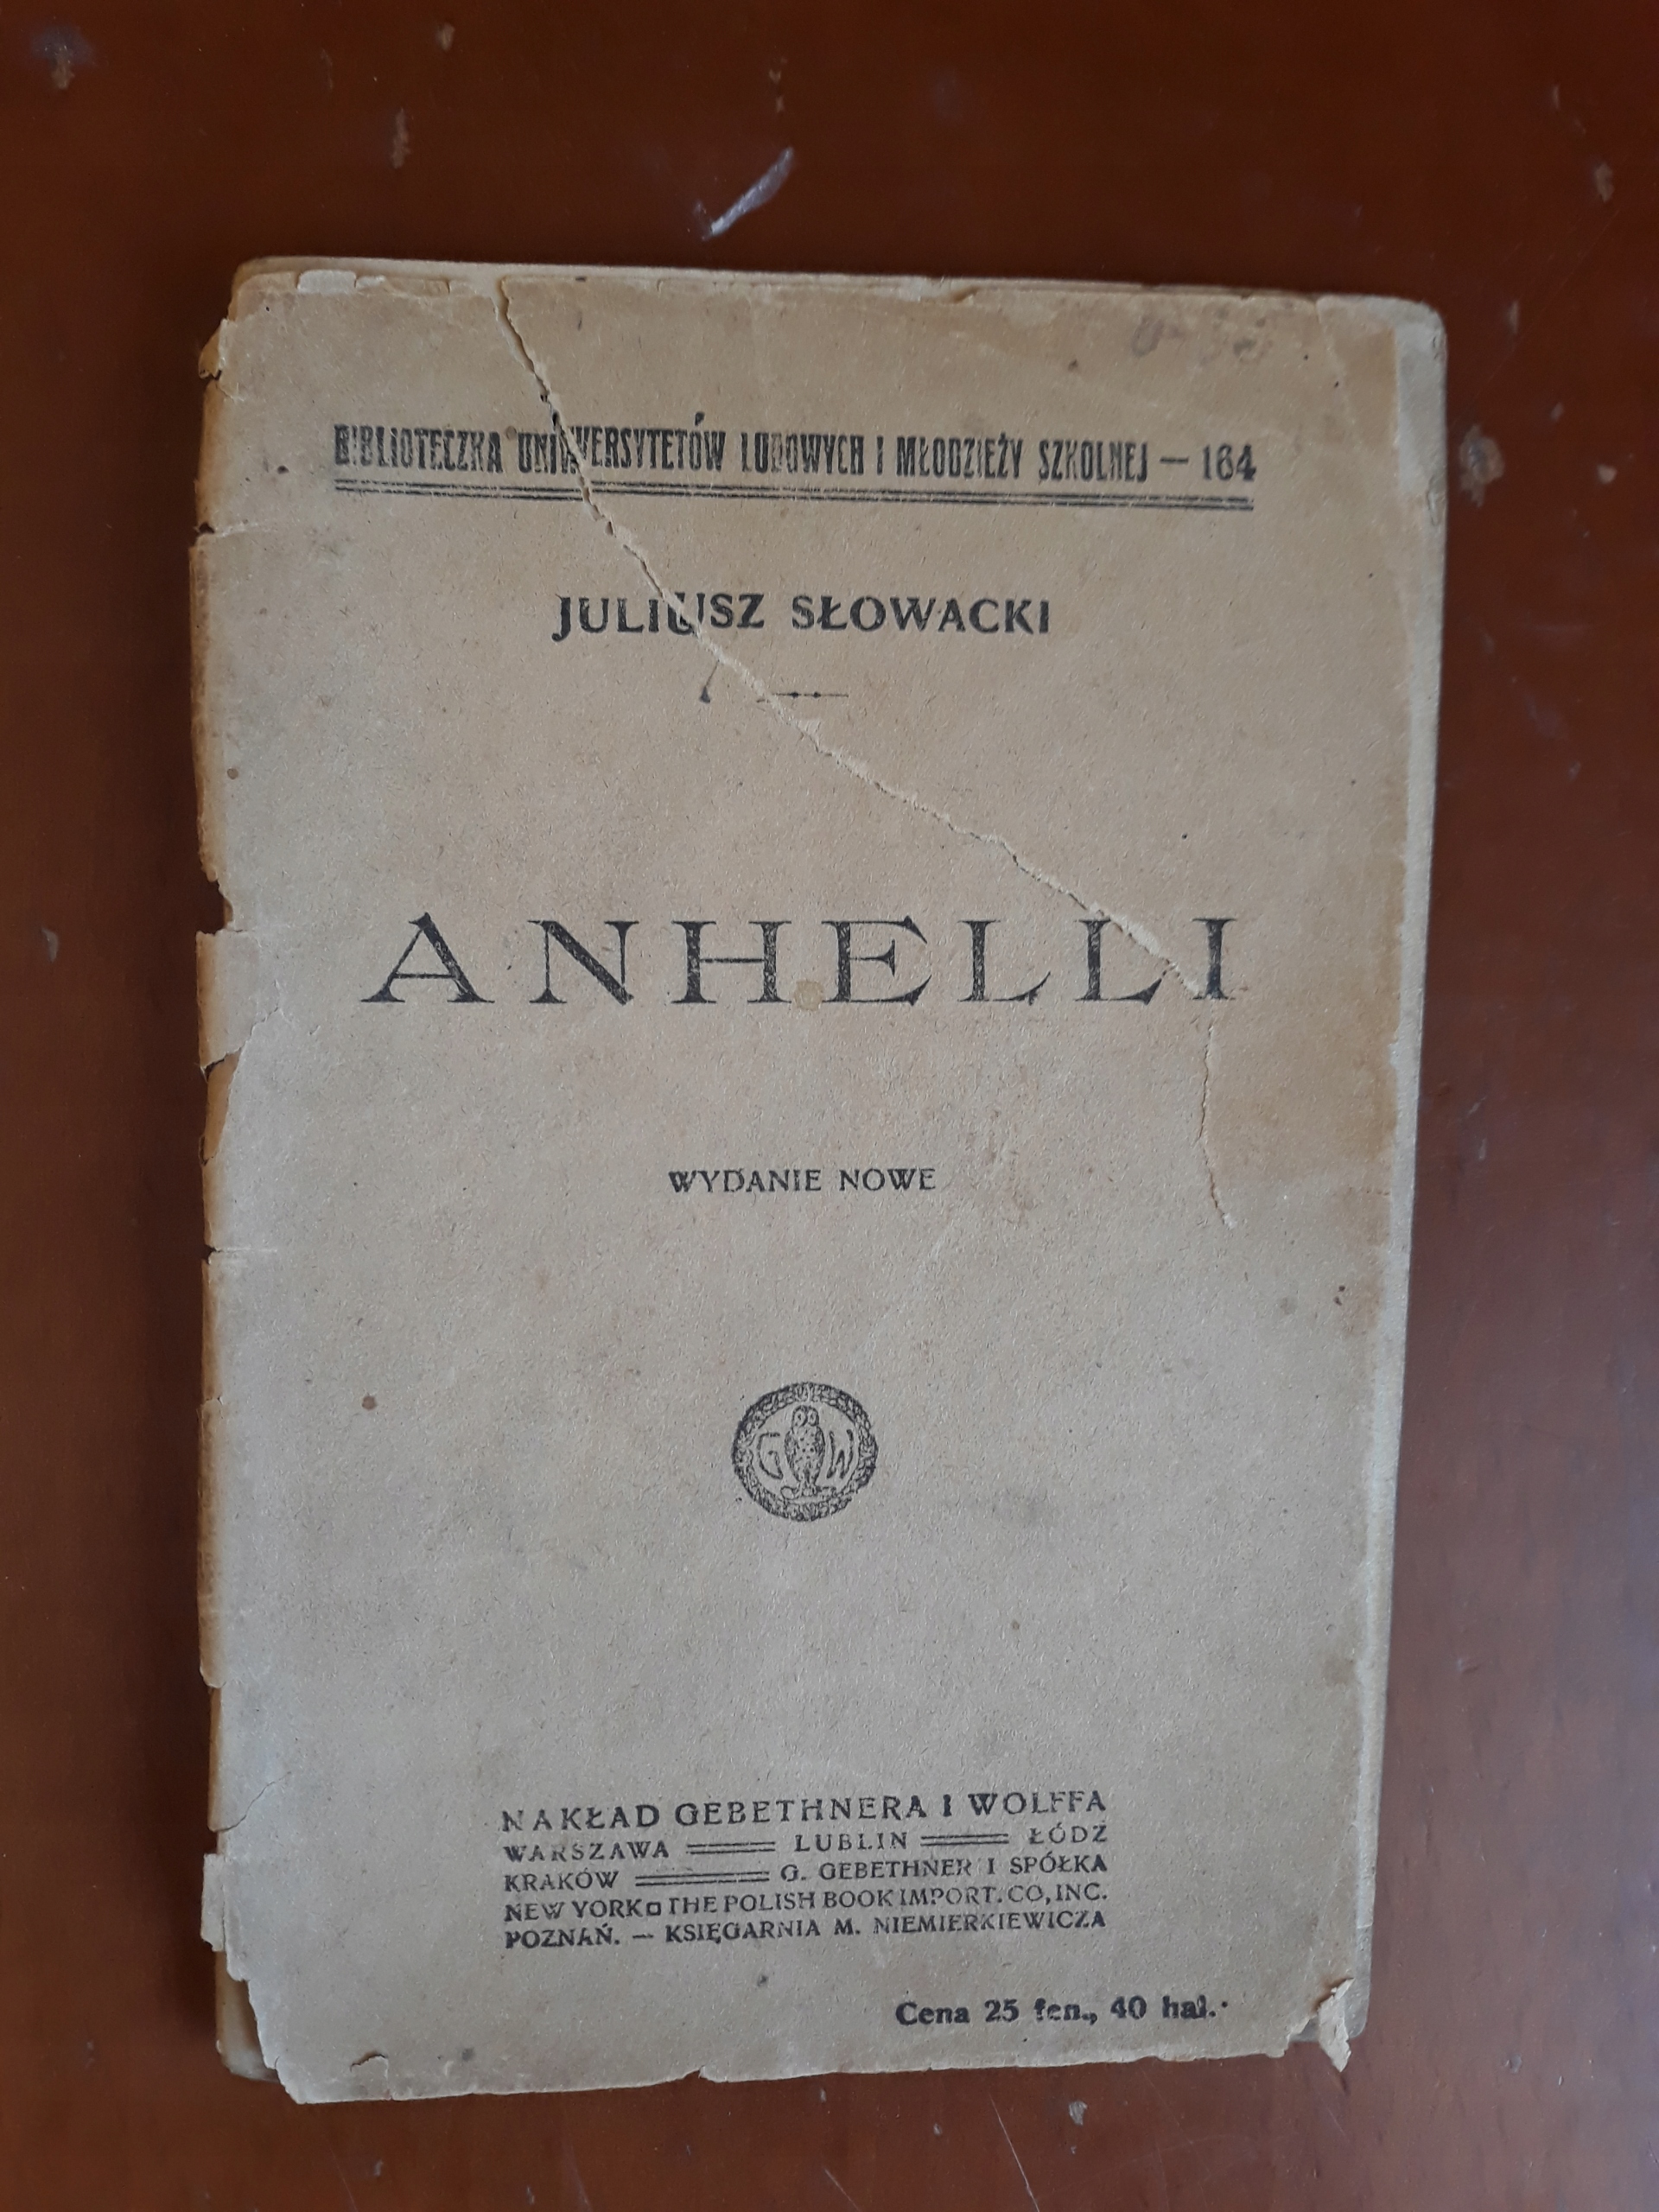 BIBLIOTECZKA UNIWERSYTETÓW LUDOWYCH I MŁODZIEŻY SZKOLNEJ — 164
JULIUSZ SŁOWACKI
ANHELLI
WYDANIE NOWE
G W
NAKŁAD GEBETHNERA I WOLFFA
WARSZAWA LUBLIN ŁÓDŹ
KRAKÓW G. GEBETHNER I SPÓŁKA
NEW YORK THE POLISH BOOK IMPORT. CO, INC.
POZNAŃ. — KSIĘGARNIA M. NIEMIERKIEWICZA
Cena 25 fen., 40 hal.